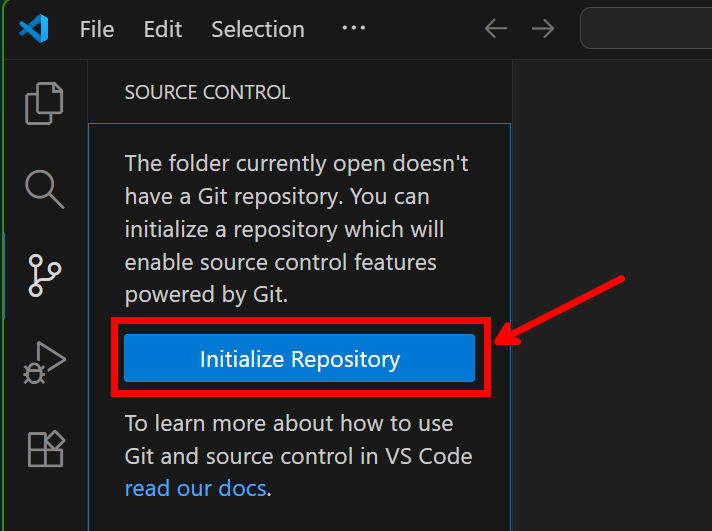 File Edit Selection ···
SOURCE CONTROL
The folder currently open doesn't
have a Git repository. You can
initialize a repository which will
enable source control features
powered by Git.
Initialize Repository
To learn more about how to use
Git and source control in VS Code
read our docs.